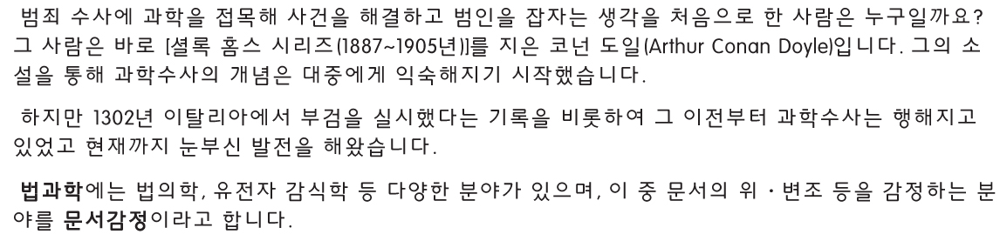 범죄 수사에 과학을 접목해 사건을 해결하고 범인을 잡자는 생각을 처음으로 한 사람은 누구일까요?
그 사람은 바로 [셜록 홈스 시리즈(1887~1905년)]를 지은 코넌 도일(Arthur Conan Doyle)입니다. 그의 소
설을 통해 과학수사의 개념은 대중에게 익숙해지기 시작했습니다.
하지만 1302년 이탈리아에서 부검을 실시했다는 기록을 비롯하여 그 이전부터 과학수사는 행해지고
있었고 현재까지 눈부신 발전을 해왔습니다.
법과학에는 법의학, 유전자 감식학 등 다양한 분야가 있으며, 이 중 문서의 위·변조 등을 감정하는 분
야를 문서감정이라고 합니다.